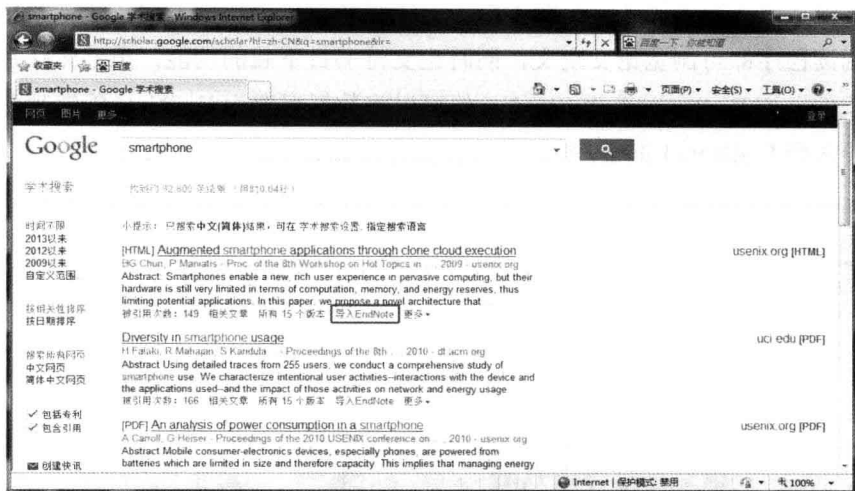 smartphone - Google 学术搜索 - Windows Internet Explorer
http://scholar.google.com/scholar?hl=zh-CN&q=smartphone&lr=
百度一下，你就知道
收藏夹 百度
smartphone - Google 学术搜索
页面(P) 安全(S) 工具(O)
网页 图片 更多 登录
Google smartphone
学术搜索
时间不限
2013以来
2012以来
2009以来
自定义范围
按相关性排序
按日期排序
搜索所有网页
中文网页
简体中文网页
✓ 包括专利
✓ 包含引用
创建快讯
小提示： 只搜索中文(简体)结果，可在 学术搜索设置. 指定搜索语言
[HTML] Augmented smartphone applications through clone cloud execution
BG Chun, P Maniatis - Proc. of the 8th Workshop on Hot Topics in ..., 2009 - usenix.org
Abstract: Smartphones enable a new, rich user experience in pervasive computing, but their
hardware is still very limited in terms of computation, memory, and energy reserves, thus
limiting potential applications. In this paper, we propose a novel architecture that
被引用次数：149 相关文章 所有 15 个版本 导入EndNote 更多
usenix.org [HTML]
Diversity in smartphone usage
H Falaki, R Mahajan, S Kandula ... - Proceedings of the 8th ..., 2010 - dl.acm.org
Abstract Using detailed traces from 255 users, we conduct a comprehensive study of
smartphone use. We characterize intentional user activities--interactions with the device and
the applications used--and the impact of those activities on network and energy usage.
被引用次数：166 相关文章 所有 15 个版本 导入EndNote 更多
uci.edu [PDF]
[PDF] An analysis of power consumption in a smartphone
A Carroll, G Heiser - Proceedings of the 2010 USENIX conference on ..., 2010 - usenix.org
Abstract Mobile consumer-electronics devices, especially phones, are powered from
batteries which are limited in size and therefore capacity. This implies that managing energy
usenix.org [PDF]
Internet | 保护模式: 禁用 100%